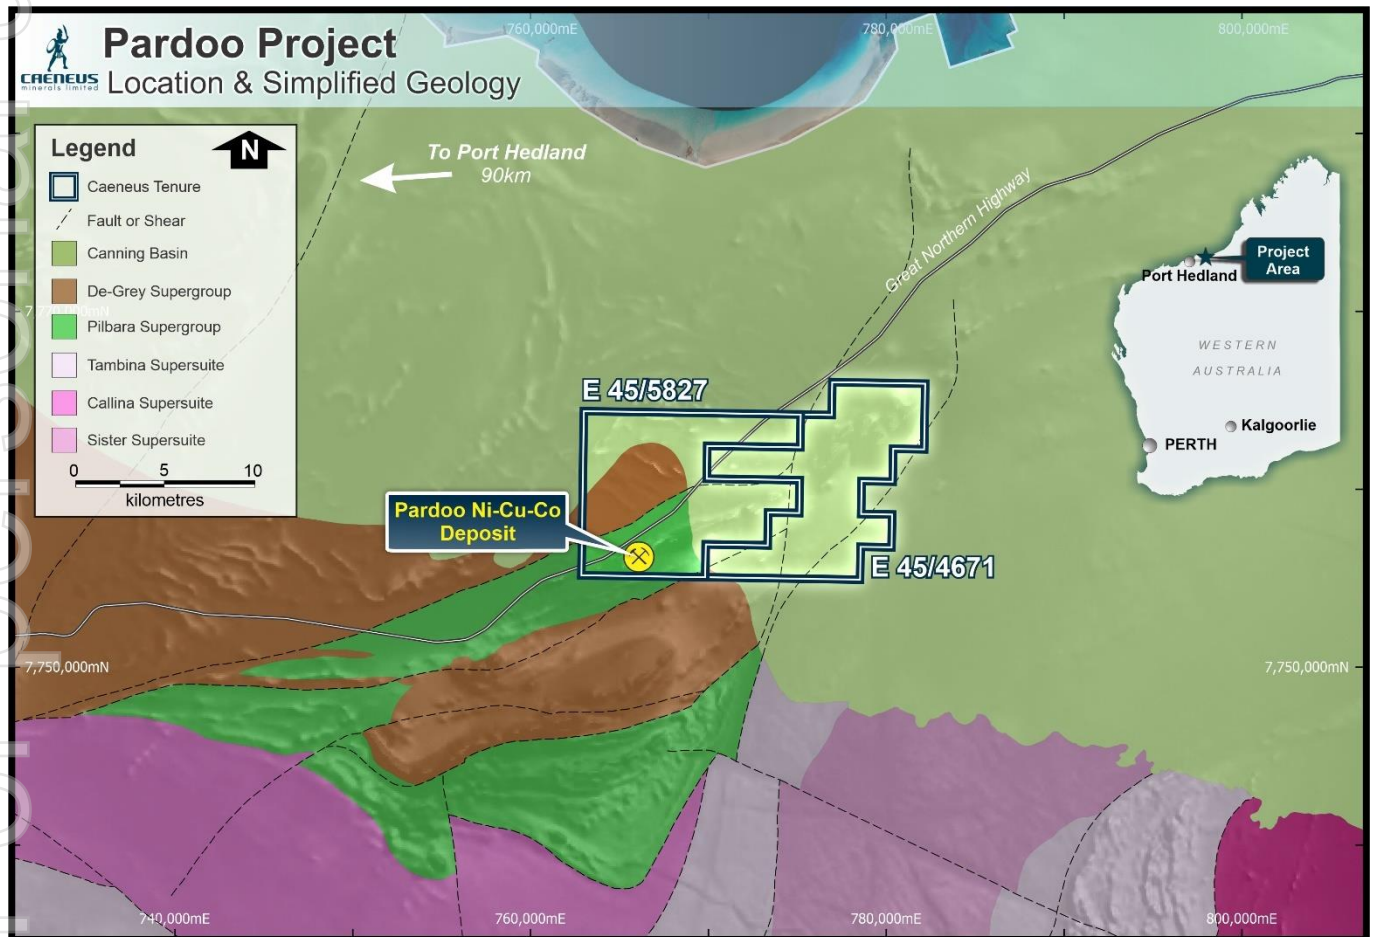 760,000mE
780,000mE
800,000mE
CAENEUS
minerals limited
Pardoo Project
Location & Simplified Geology
Legend
N
Caeneus Tenure
Fault or Shear
Canning Basin
De-Grey Supergroup
Pilbara Supergroup
Tambina Supersuite
Callina Supersuite
Sister Supersuite
0 5 10
kilometres
To Port Hedland
90km
Great Northern Highway
Project
Area
Port Hedland
WESTERN
AUSTRALIA
Kalgoorlie
PERTH
E 45/5827
Pardoo Ni-Cu-Co
Deposit
E 45/4671
7,750,000mN
7,750,000mN
740,000mE
760,000mE
780,000mE
800,000mE